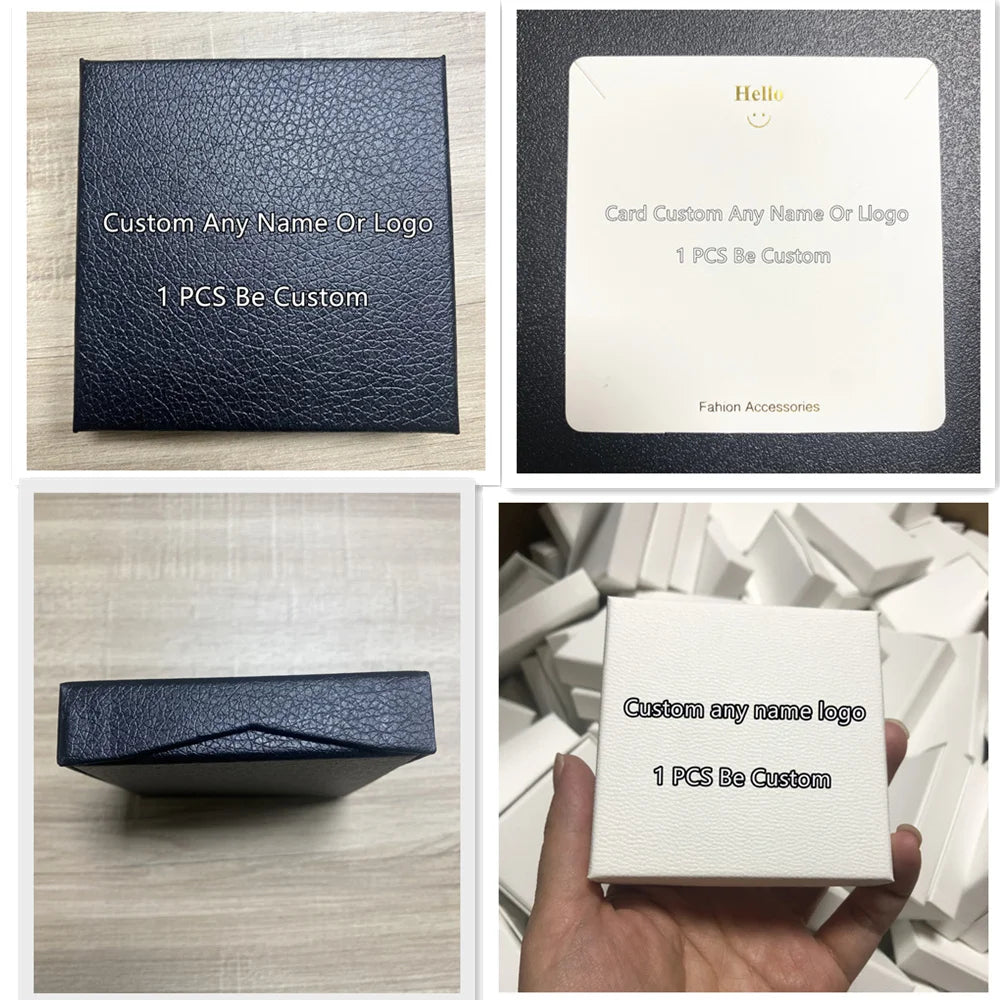 Custom Any Name Or Logo
1 PCS Be Custom
Hello
Card Custom Any Name Or Llogo
1 PCS Be Custom
Fahion Accessories
Custom any name logo
1 PCS Be Custom